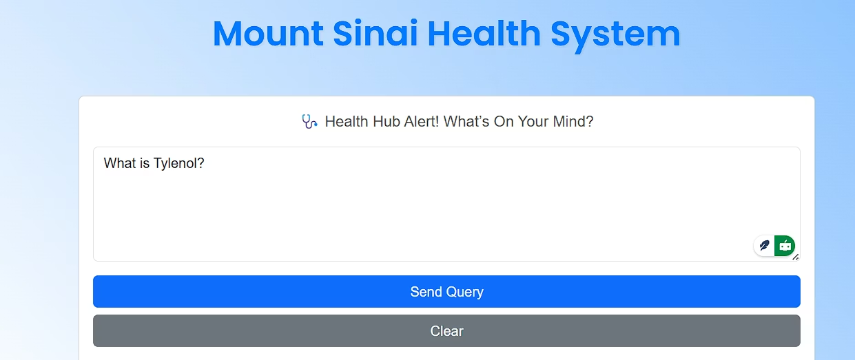 Mount Sinai Health System
Health Hub Alert! What's On Your Mind?
What is Tylenol?
Send Query
Clear